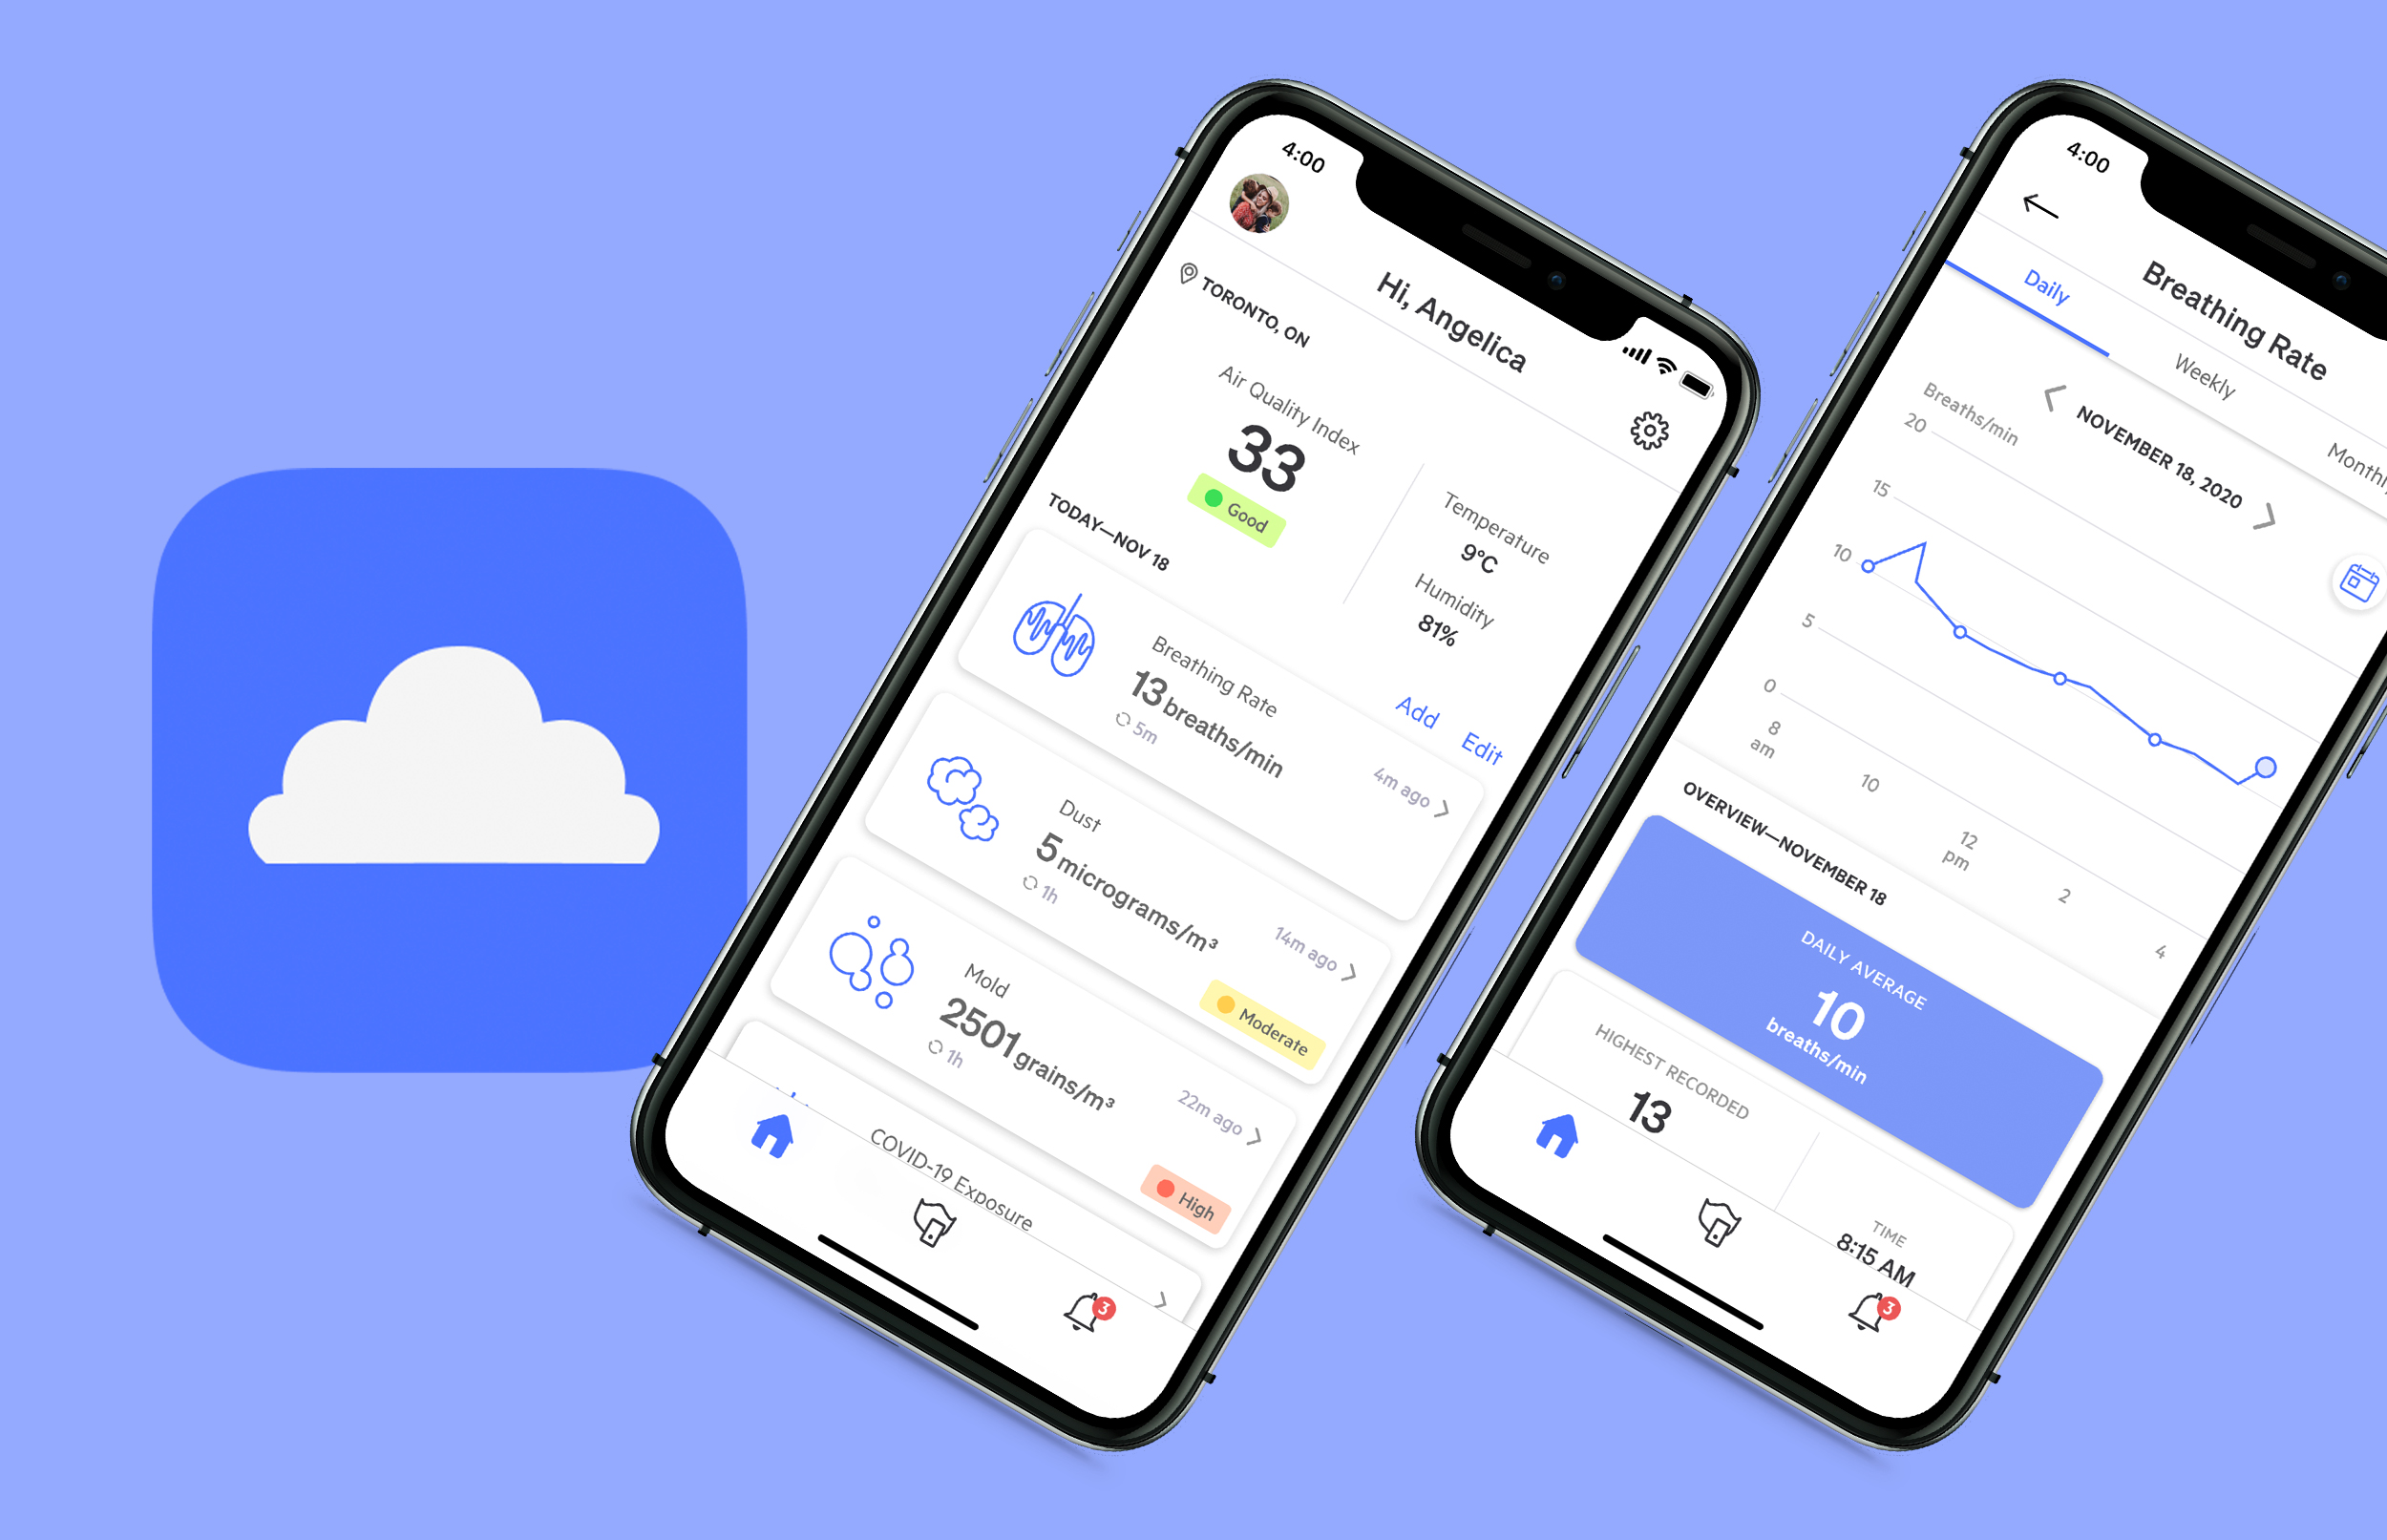 4:00
Hi, Angelica
TORONTO, ON
Air Quality Index
33
Good
Temperature
9°C
Humidity
81%
TODAY—NOV 18
Add
Edit
Breathing Rate
13 breaths/min
5m
4m ago
Dust
5 micrograms/m³
1h
14m ago
Moderate
Mold
2501 grains/m³
1h
22m ago
High
COVID-19 Exposure
3
4:00
Breathing Rate
Daily
Weekly
NOVEMBER 18, 2020
Breaths/min
20
15
10
5
0
8
am
10
12
pm
2
4
OVERVIEW—NOVEMBER 18
DAILY AVERAGE
10
breaths/min
HIGHEST RECORDED
13
TIME
8:15 AM
3